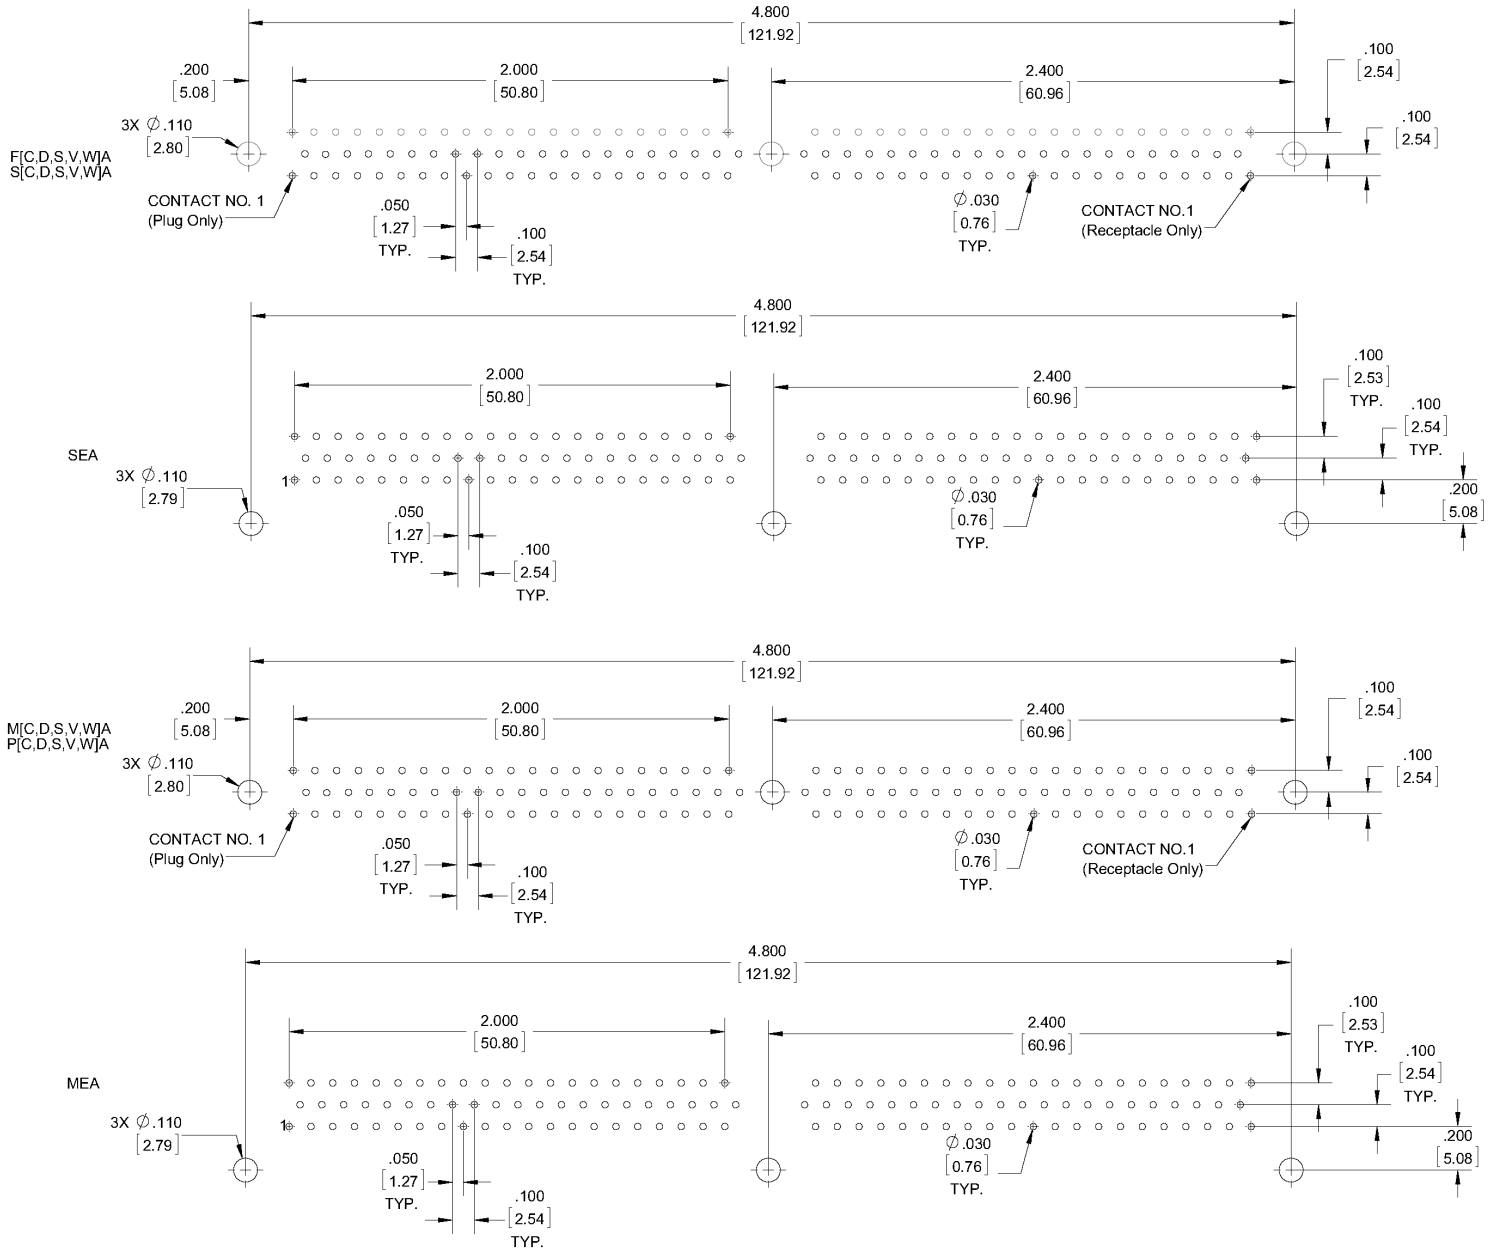 4.800
[121.92]
.200
[5.08]
2.000
[50.80]
2.400
[60.96]
.100
[2.54]
3X ∅.110
[2.80]
.100
[2.54]
F[C,D,S,V,W]A
S[C,D,S,V,W]A
CONTACT NO. 1
(Plug Only)
.050
[1.27]
TYP.
.100
[2.54]
TYP.
∅.030
[0.76]
TYP.
CONTACT NO.1
(Receptacle Only)
4.800
[121.92]
2.000
[50.80]
2.400
[60.96]
.100
[2.53]
TYP.
.100
[2.54]
TYP.
SEA
3X ∅.110
[2.79]
1
.050
[1.27]
TYP.
.100
[2.54]
TYP.
∅.030
[0.76]
TYP.
.200
[5.08]
4.800
[121.92]
.200
[5.08]
2.000
[50.80]
2.400
[60.96]
.100
[2.54]
M[C,D,S,V,W]A
P[C,D,S,V,W]A
3X ∅.110
[2.80]
.100
[2.54]
CONTACT NO. 1
(Plug Only)
.050
[1.27]
TYP.
.100
[2.54]
TYP.
∅.030
[0.76]
TYP.
CONTACT NO.1
(Receptacle Only)
4.800
[121.92]
2.000
[50.80]
2.400
[60.96]
.100
[2.53]
TYP.
.100
[2.54]
TYP.
MEA
3X ∅.110
[2.79]
1
.050
[1.27]
TYP.
.100
[2.54]
TYP.
∅.030
[0.76]
TYP.
.200
[5.08]